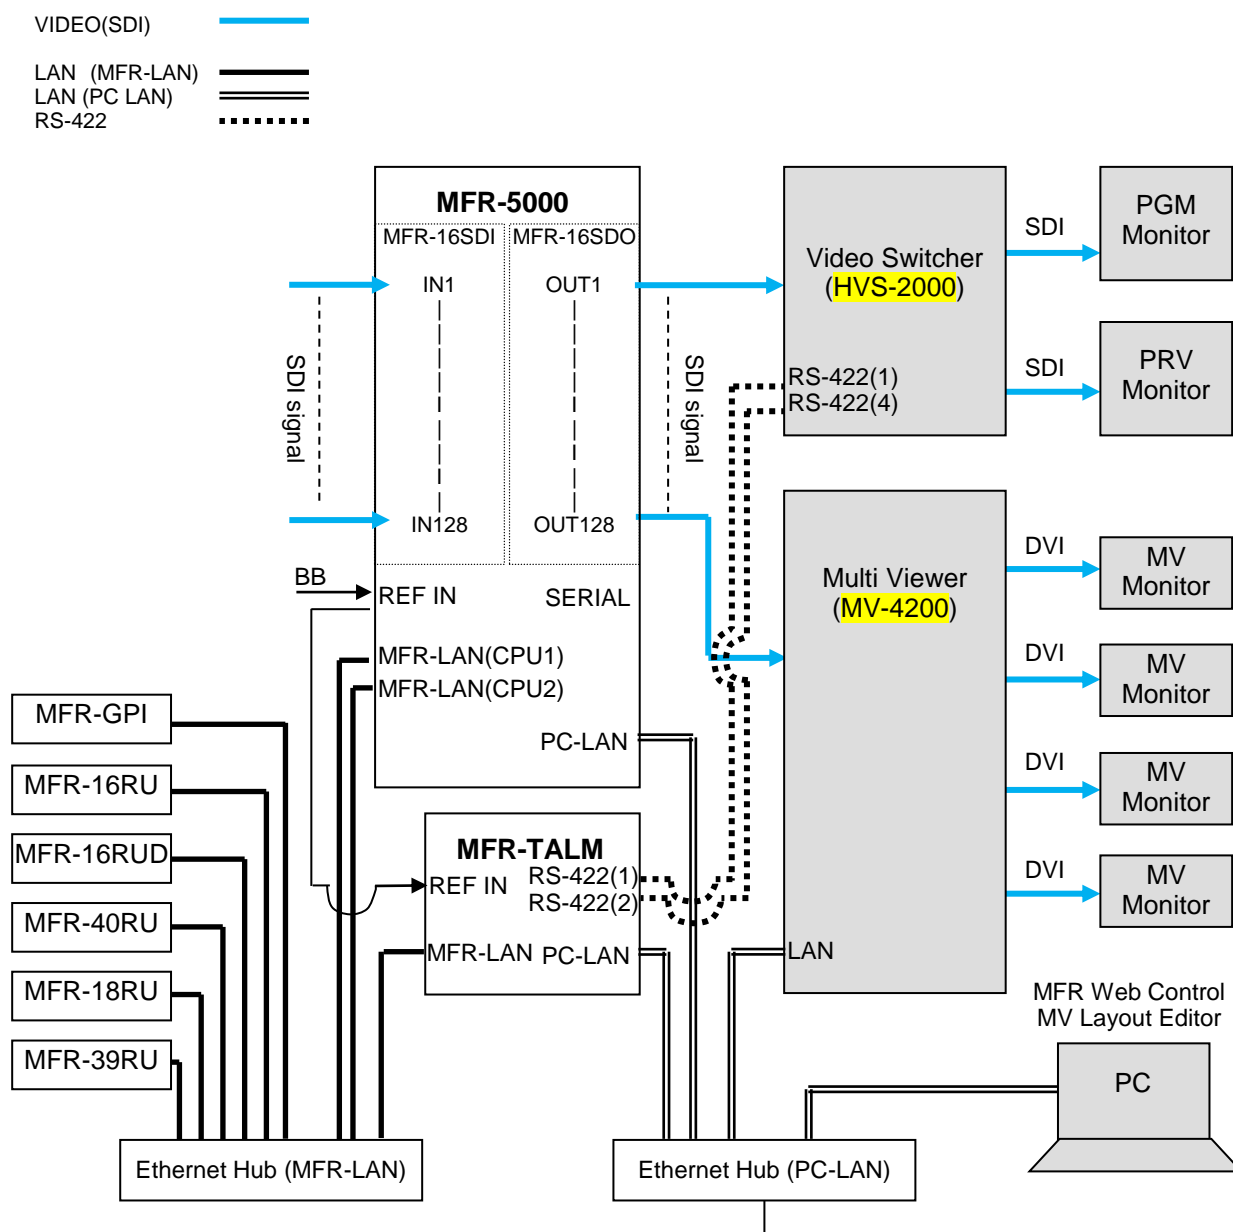 VIDEO(SDI)
LAN (MFR-LAN)
LAN (PC LAN)
RS-422
MFR-5000
MFR-16SDI
MFR-16SDO
IN1
OUT1
SDI signal
SDI signal
IN128
OUT128
BB
REF IN
SERIAL
MFR-LAN(CPU1)
MFR-LAN(CPU2)
PC-LAN
Video Switcher
(HVS-2000)
RS-422(1)
RS-422(4)
SDI
PGM
Monitor
SDI
PRV
Monitor
Multi Viewer
(MV-4200)
LAN
DVI
MV
Monitor
DVI
MV
Monitor
DVI
MV
Monitor
DVI
MV
Monitor
MFR-GPI
MFR-16RU
MFR-16RUD
MFR-40RU
MFR-18RU
MFR-39RU
MFR-TALM
REF IN
RS-422(1)
RS-422(2)
MFR-LAN
PC-LAN
MFR Web Control
MV Layout Editor
PC
Ethernet Hub (MFR-LAN)
Ethernet Hub (PC-LAN)